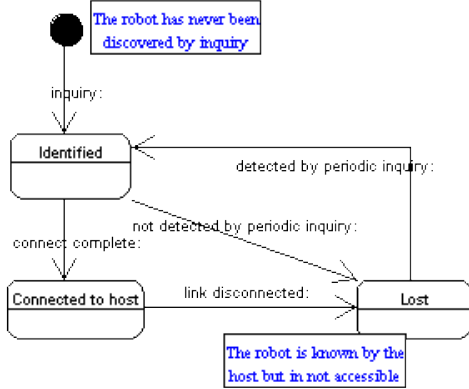 The robot has never been
discovered by inquiry
inquiry:
Identified
detected by periodic inquiry:
not detected by periodic inquiry:
connect complete:
Connected to host
link disconnected:
Lost
The robot is known by the
host but in not accessible